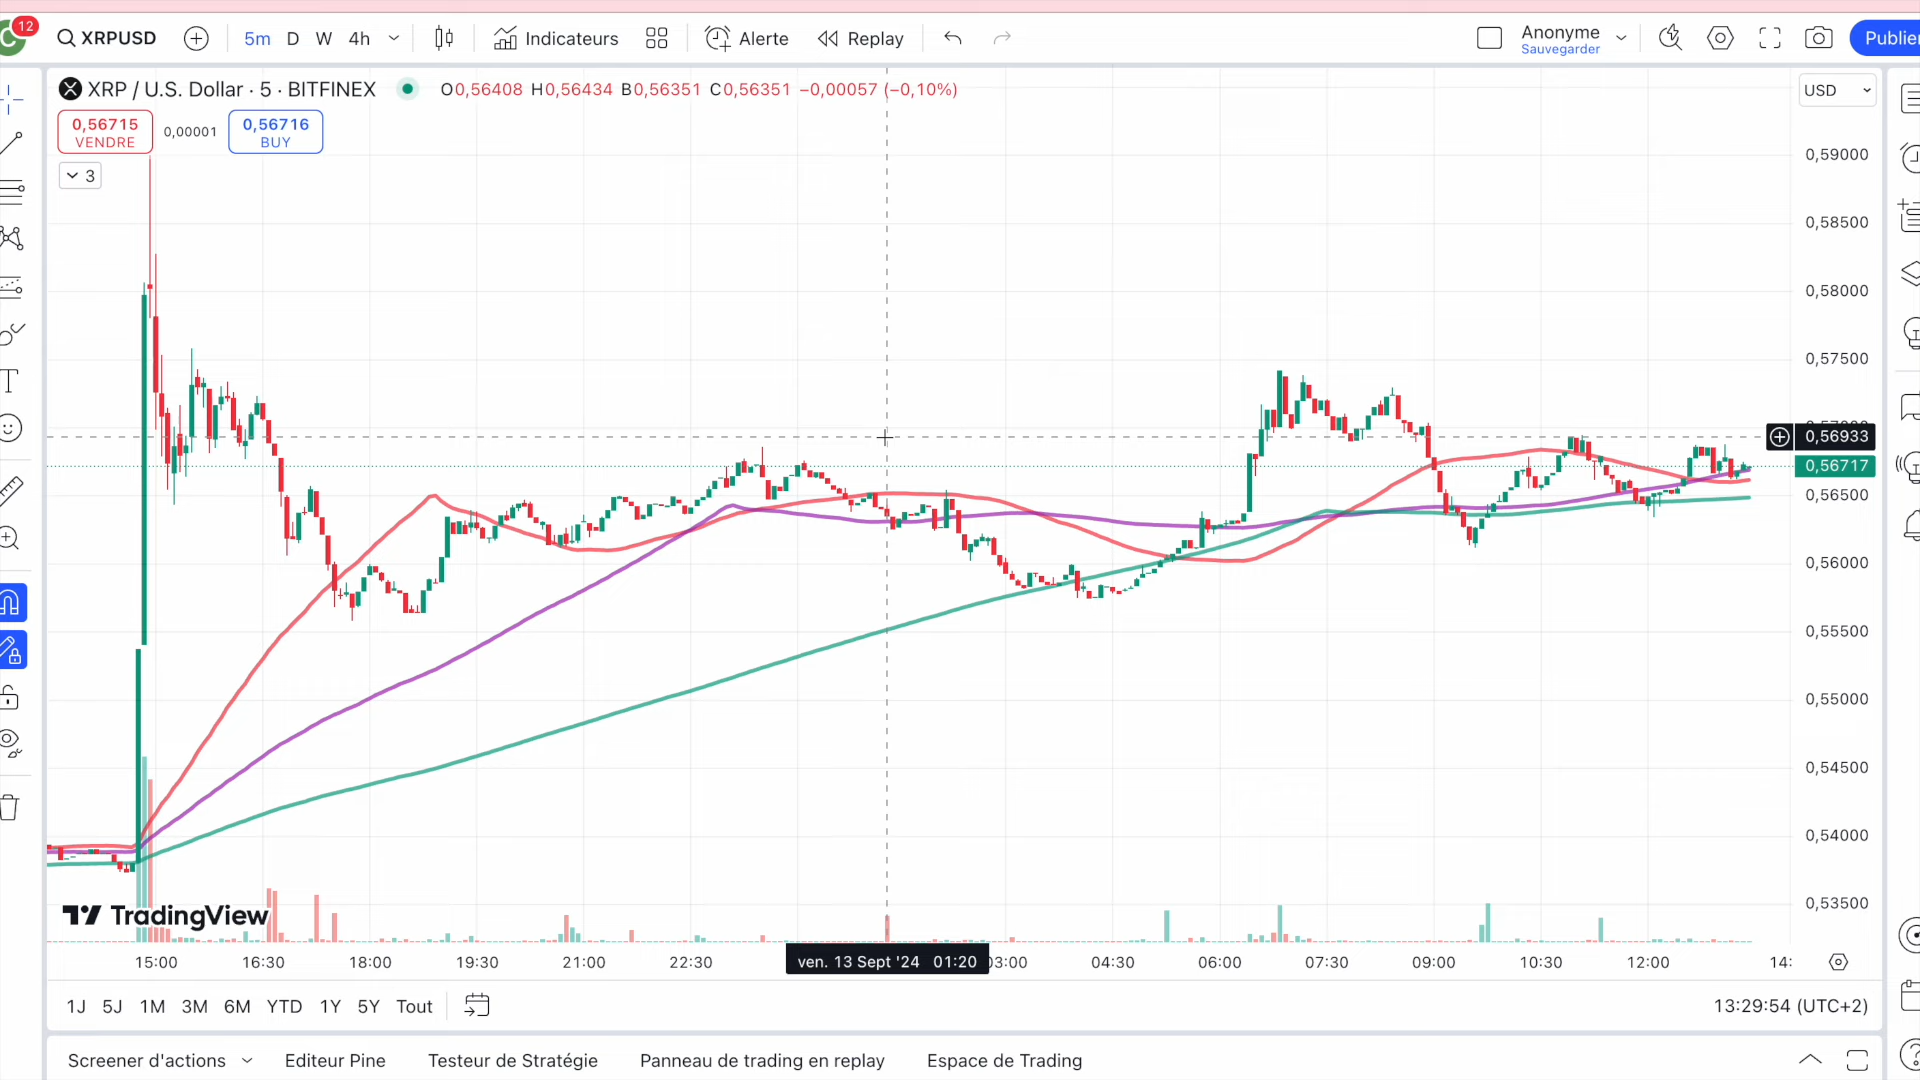 12
XRPUSD
5m D W 4h
Indicateurs
Alerte
Replay
Anonyme
Sauvegarder
Publier
XRP / U.S. Dollar · 5 · BITFINEX
O0,56408 H0,56434 B0,56351 C0,56351 −0,00057 (−0,10%)
USD
0,56715
VENDRE
0,00001
0,56716
BUY
3
0,59000
0,58500
0,58000
0,57500
0,56933
0,56717
0,56500
0,56000
0,55500
0,55000
0,54500
0,54000
0,53500
TradingView
15:00 16:30 18:00 19:30 21:00 22:30 ven. 13 Sept '24 01:20 03:00 04:30 06:00 07:30 09:00 10:30 12:00 14:
1J 5J 1M 3M 6M YTD 1Y 5Y Tout
13:29:54 (UTC+2)
Screener d'actions
Editeur Pine
Testeur de Stratégie
Panneau de trading en replay
Espace de Trading